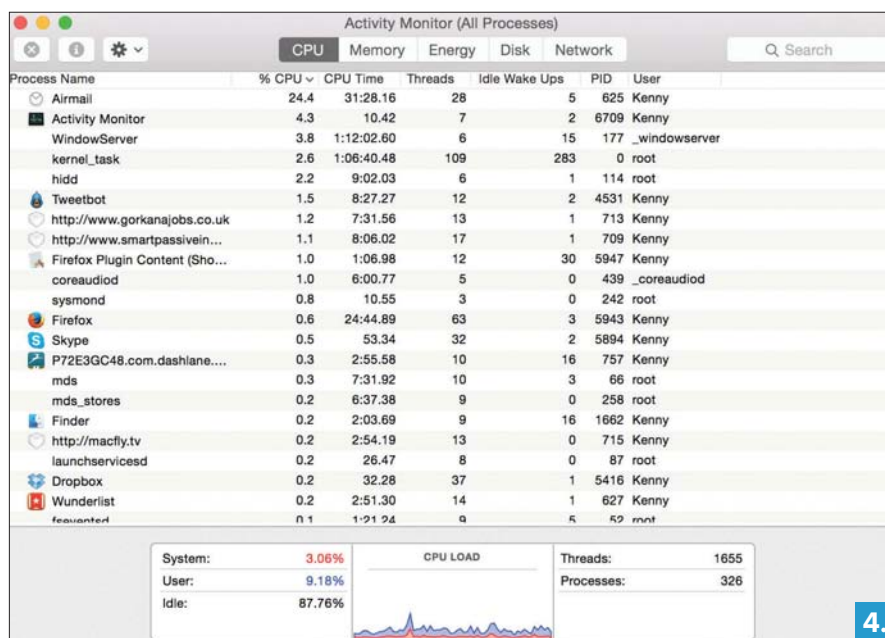 Activity Monitor (All Processes)
CPU Memory Energy Disk Network Search
Process Name % CPU CPU Time Threads Idle Wake Ups PID User
Airmail 24.4 31:28.16 28 5 625 Kenny
Activity Monitor 4.3 10.42 7 2 6709 Kenny
WindowServer 3.8 1:12:02.60 6 15 177 _windowserver
kernel_task 2.6 1:06:40.48 109 283 0 root
hidd 2.2 9:02.03 6 1 114 root
Tweetbot 1.5 8:27.27 12 2 4531 Kenny
http://www.gorkanajobs.co.uk 1.2 7:31.56 13 1 713 Kenny
http://www.smartpassivein... 1.1 8:06.02 17 1 709 Kenny
Firefox Plugin Content (Sho... 1.0 1:06.98 12 30 5947 Kenny
coreaudiod 1.0 6:00.77 5 0 439 _coreaudiod
sysmond 0.8 10.55 3 0 242 root
Firefox 0.6 24:44.89 63 3 5943 Kenny
Skype 0.5 53.34 32 2 5894 Kenny
P72E3GC48.com.dashlane.... 0.3 2:55.58 10 16 757 Kenny
mds 0.3 7:31.92 10 3 66 root
mds_stores 0.2 6:37.38 9 0 258 root
Finder 0.2 2:03.69 9 16 1662 Kenny
http://macfly.tv 0.2 2:54.19 13 0 715 Kenny
launchservicesd 0.2 26.47 8 0 87 root
Dropbox 0.2 32.28 37 1 5416 Kenny
Wunderlist 0.2 2:51.30 14 1 627 Kenny
fseventsd 0.1 1:21.24 9 5 52 root
System: 3.06% CPU LOAD Threads: 1655
User: 9.18% Processes: 326
Idle: 87.76%
4.